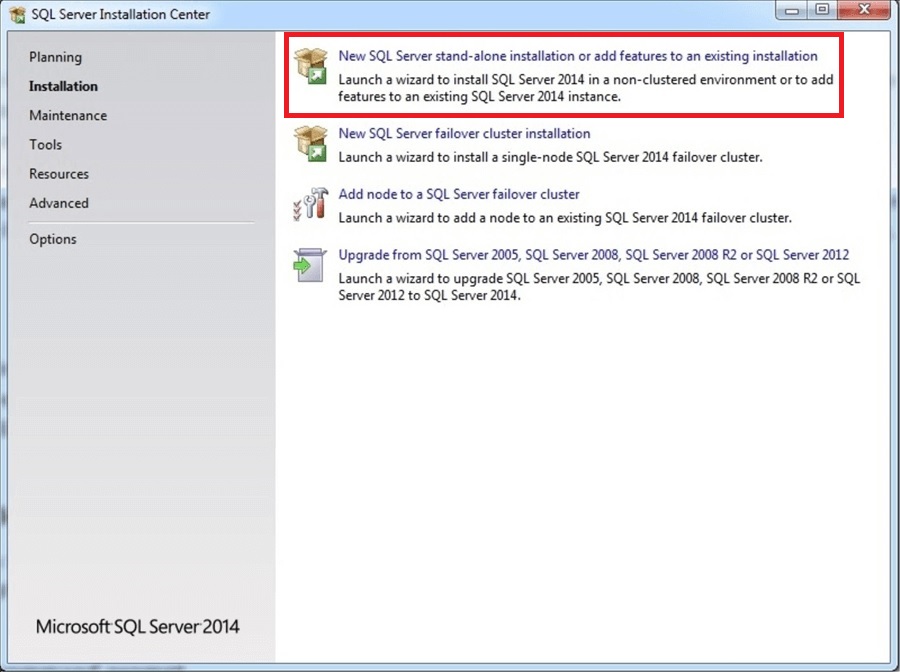 SQL Server Installation Center
Planning
Installation
Maintenance
Tools
Resources
Advanced
Options
New SQL Server stand-alone installation or add features to an existing installation
Launch a wizard to install SQL Server 2014 in a non-clustered environment or to add
features to an existing SQL Server 2014 instance.
New SQL Server failover cluster installation
Launch a wizard to install a single-node SQL Server 2014 failover cluster.
Add node to a SQL Server failover cluster
Launch a wizard to add a node to an existing SQL Server 2014 failover cluster.
Upgrade from SQL Server 2005, SQL Server 2008, SQL Server 2008 R2 or SQL Server 2012
Launch a wizard to upgrade SQL Server 2005, SQL Server 2008, SQL Server 2008 R2 or SQL
Server 2012 to SQL Server 2014.
Microsoft SQL Server 2014